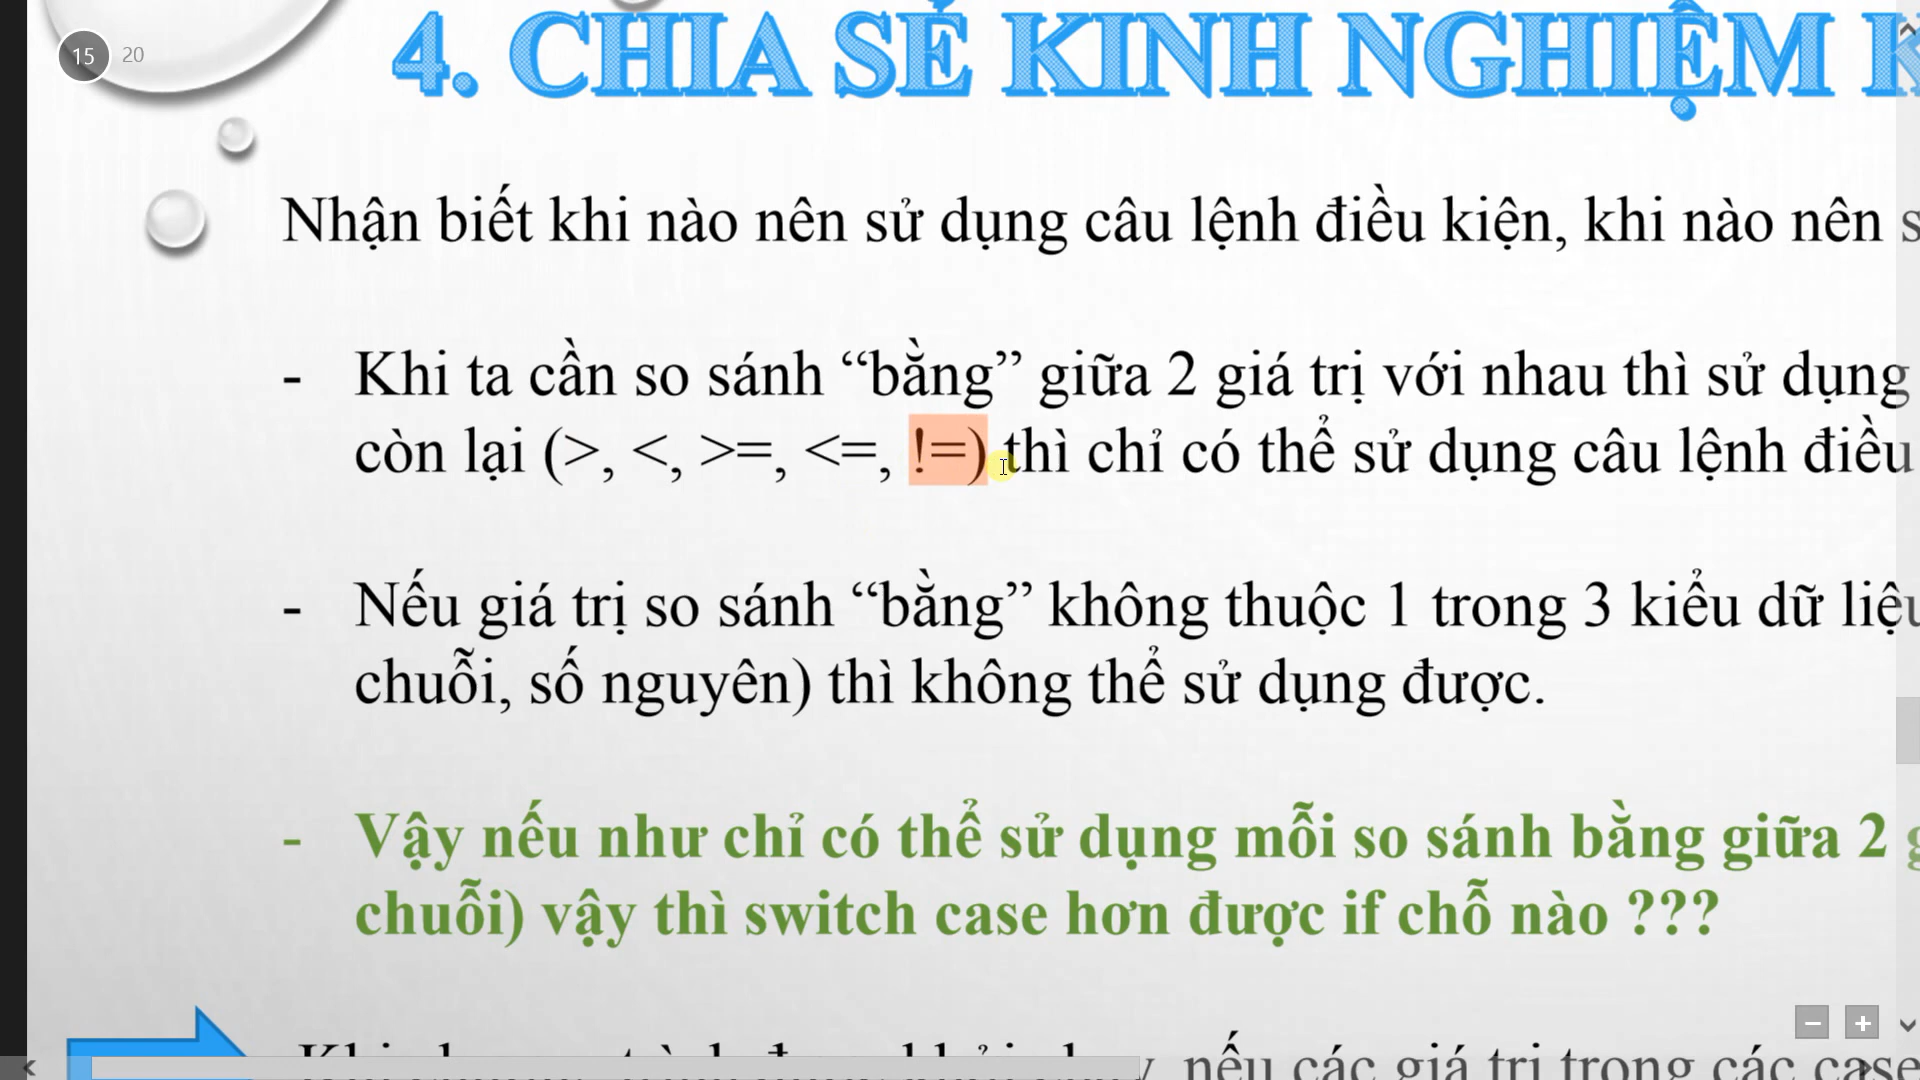 15 20
4. CHIA SẺ KINH NGHIỆM
Nhận biết khi nào nên sử dụng câu lệnh điều kiện, khi nào nên
- Khi ta cần so sánh “bằng” giữa 2 giá trị với nhau thì sử dụng
còn lại (>, <, >=, <=, !=) thì chỉ có thể sử dụng câu lệnh điều
- Nếu giá trị so sánh “bằng” không thuộc 1 trong 3 kiểu dữ liệu
chuỗi, số nguyên) thì không thể sử dụng được.
- Vậy nếu như chỉ có thể sử dụng mỗi so sánh bằng giữa 2
chuỗi) vậy thì switch case hơn được if chỗ nào ???
nếu các giá trị trong các case